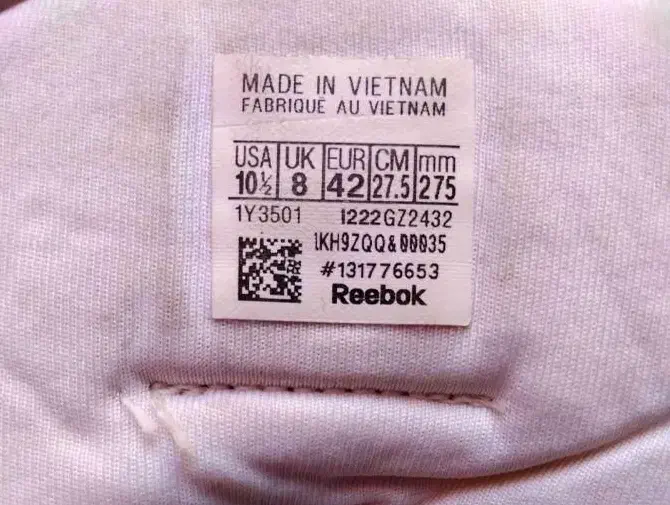 MADE IN VIETNAM
FABRIQUÉ AU VIETNAM
USA UK EUR CM mm
10½ 8 42 27.5 275
1Y3501 I222GZ2432
1KH9ZQQ&00035
#131776653
Reebok